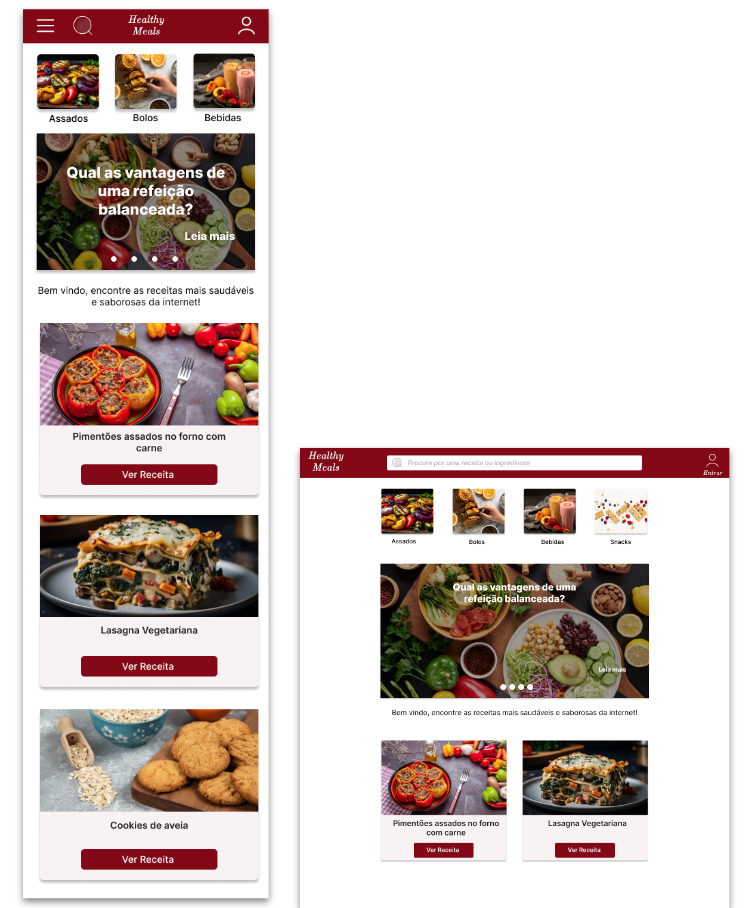 Healthy
Meals
Assados
Bolos
Bebidas
Qual as vantagens de
uma refeição
balanceada?
Leia mais
Bem vindo, encontre as receitas mais saudáveis
e saborosas da internet!
Pimentões assados no forno com
carne
Ver Receita
Lasagna Vegetariana
Ver Receita
Cookies de aveia
Ver Receita
Healthy
Meals
Procure por uma receita ou ingrediente
Entrar
Assados
Bolos
Bebidas
Snacks
Qual as vantagens de uma
refeição balanceada?
Leia mais
Bem vindo, encontre as receitas mais saudáveis e saborosas da internet!
Pimentões assados no forno
com carne
Ver Receita
Lasagna Vegetariana
Ver Receita